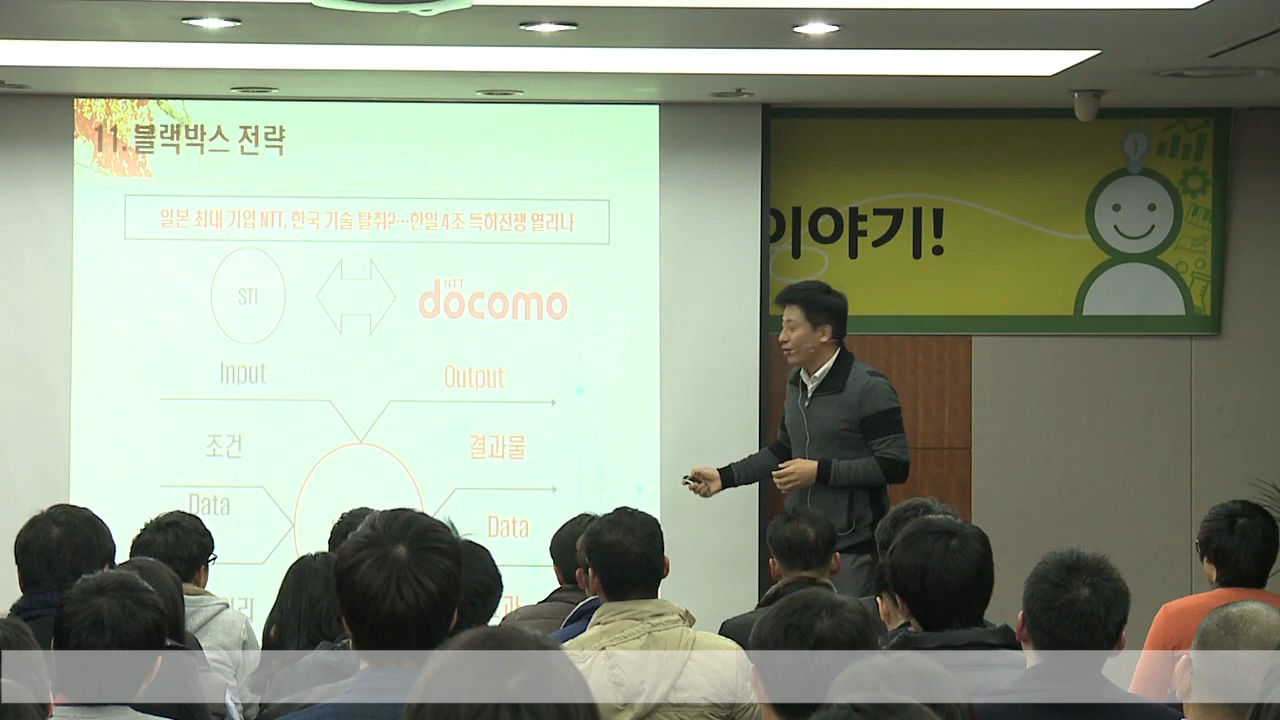 11. 블랙박스 전략
일본 최대 기업 NTT, 한국 기술 탈취?…한일 4조 특허전쟁 열리나
STI
NTT
docomo
Input
Output
조건
결과물
Data
Data
이야기!